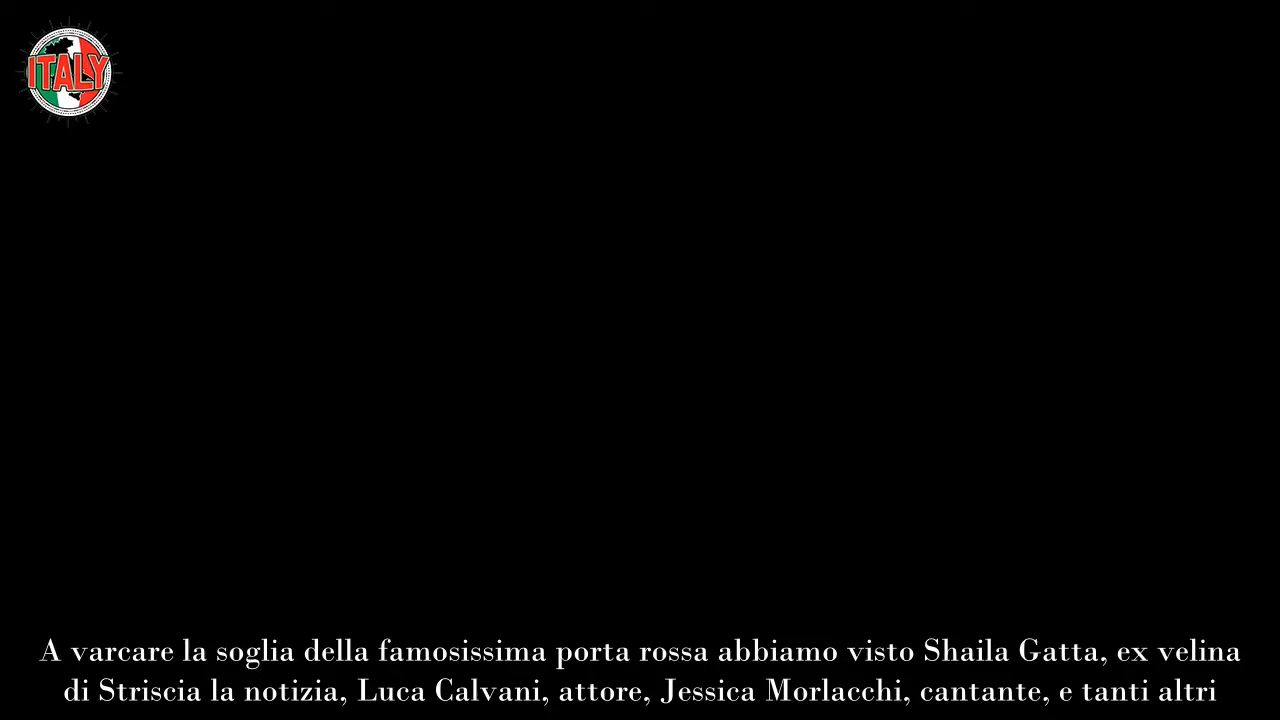 ITALY
A varcare la soglia della famosissima porta rossa abbiamo visto Shaila Gatta, ex velina
di Striscia la notizia, Luca Calvani, attore, Jessica Morlacchi, cantante, e tanti altri